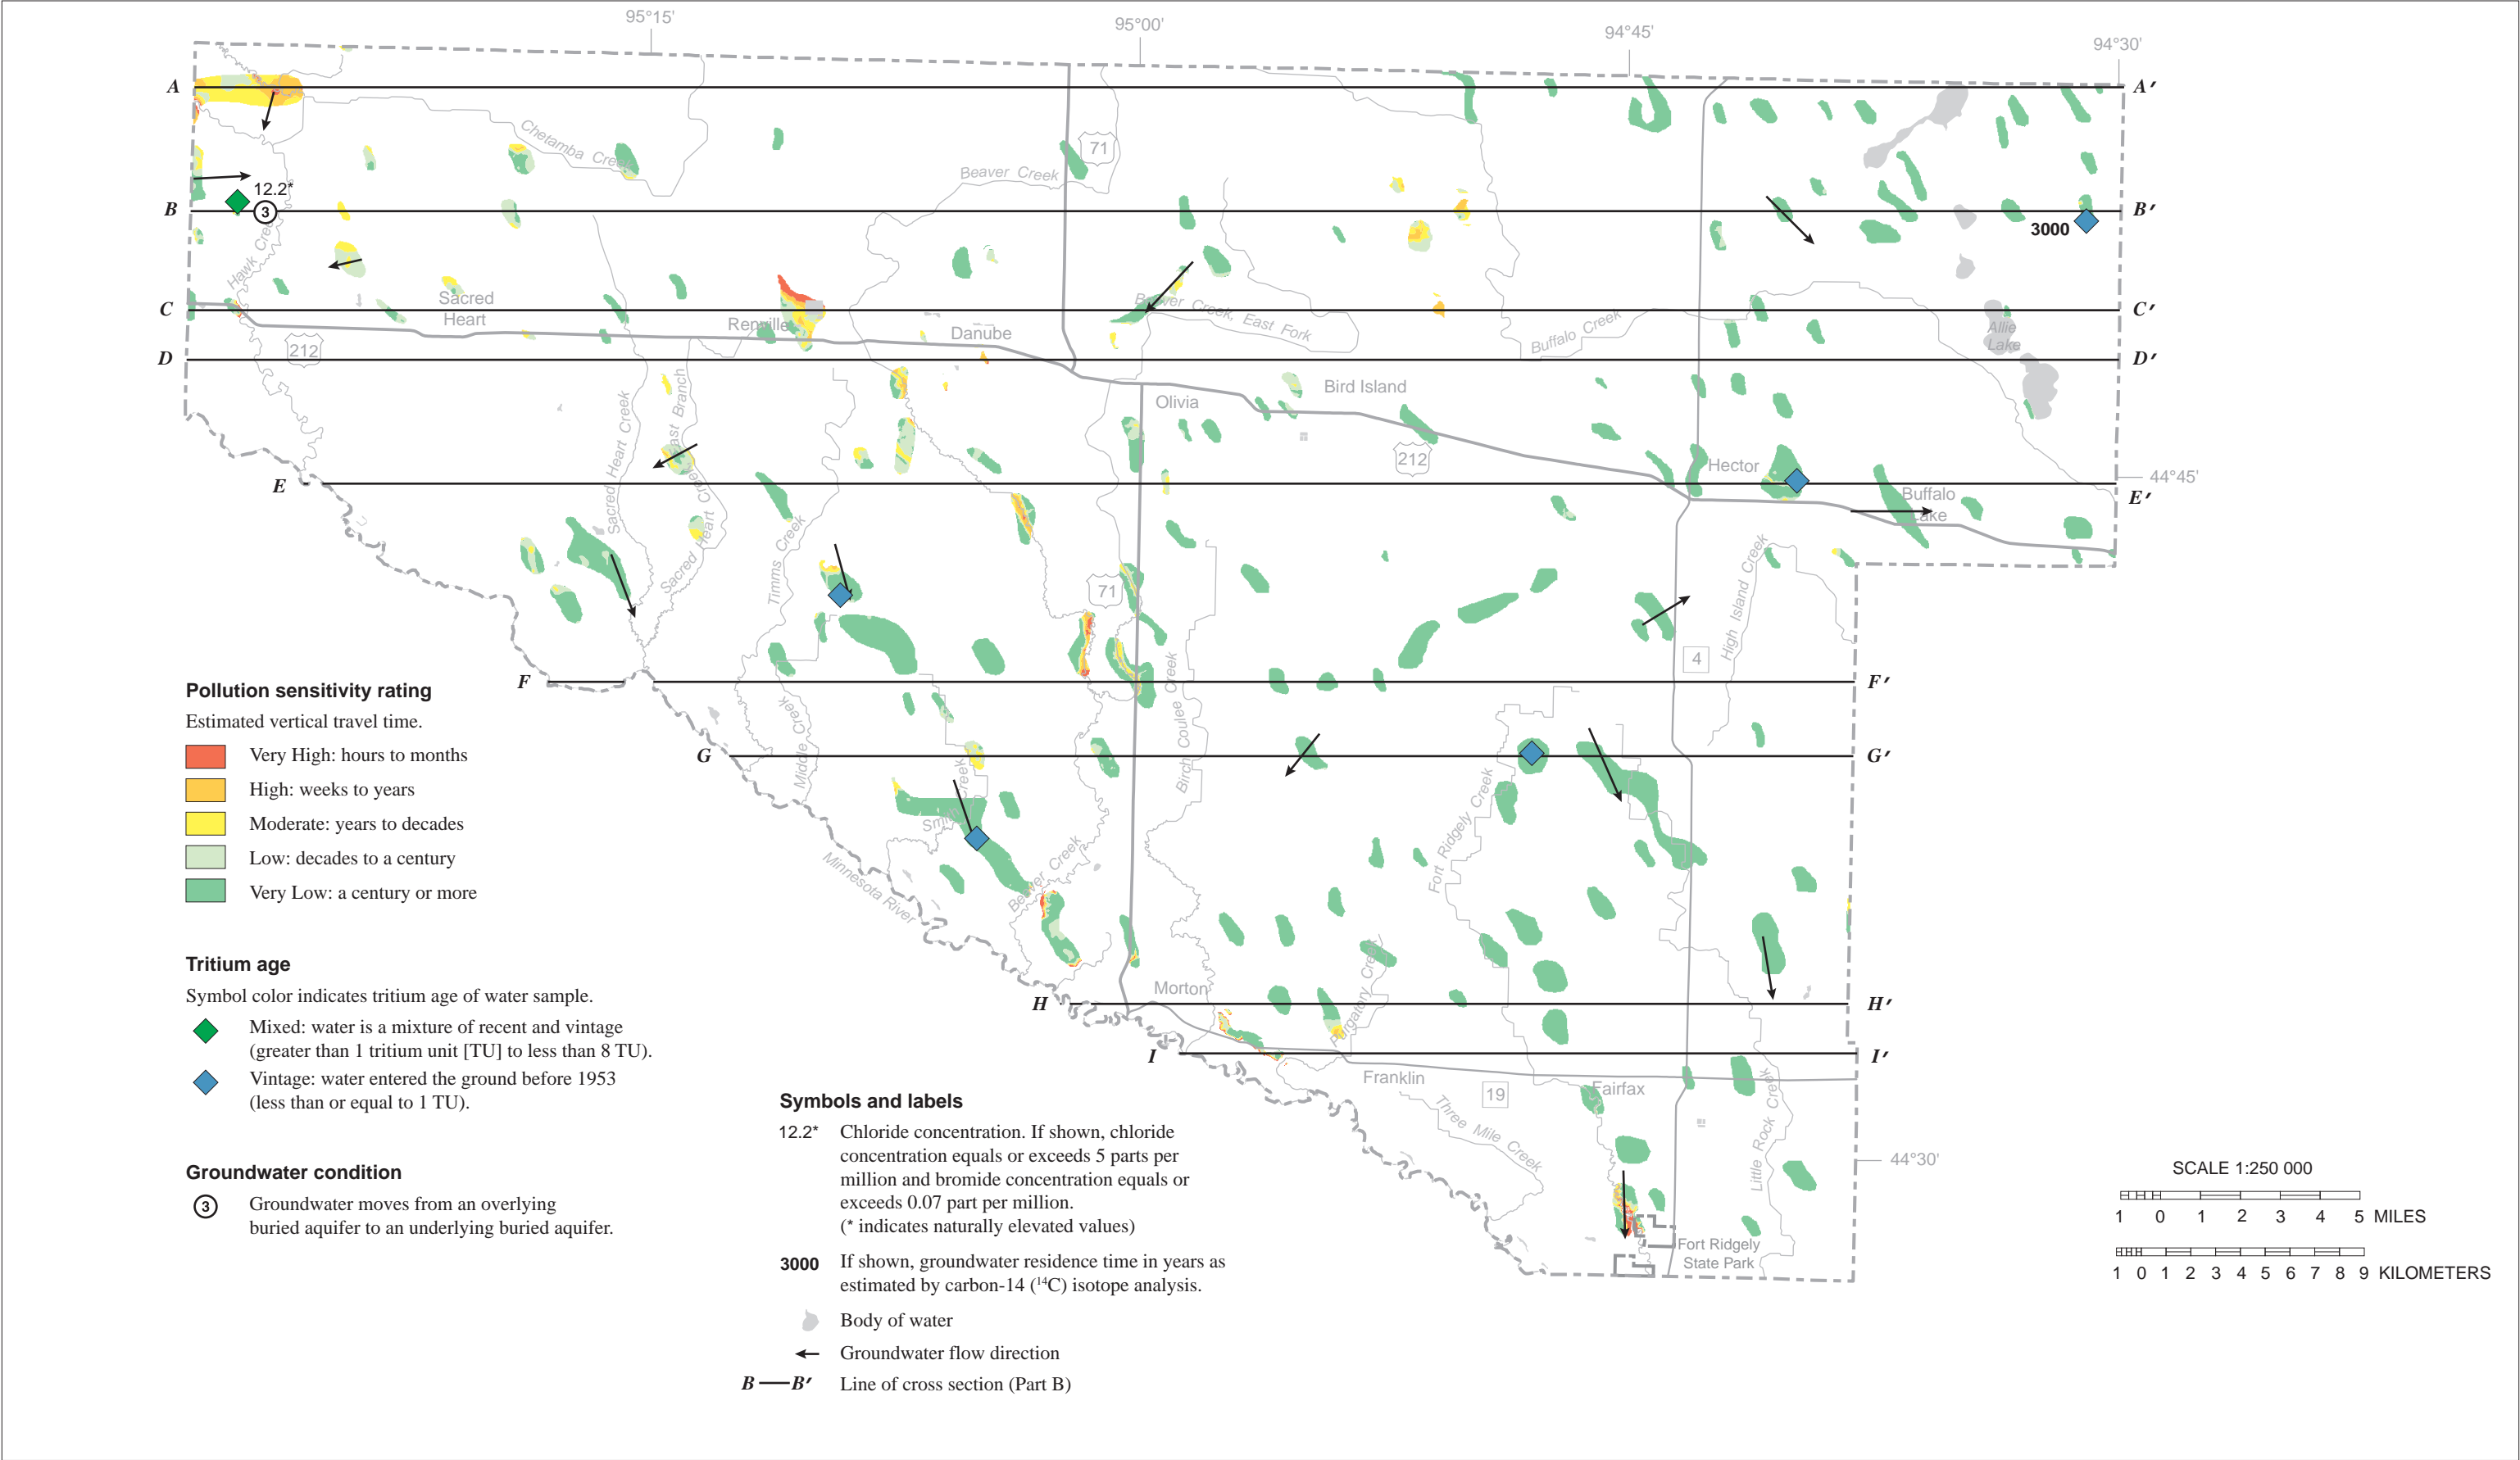 95°15'
95°00'
94°45'
94°30'
A
A′
Chetamba Creek
71
Beaver Creek
12.2*
B
3
B′
3000
Hawk Creek
C
Sacred
Heart
Beaver Creek, East Fork
C′
Renville
Danube
Buffalo Creek
Allie
Lake
212
D
D′
Bird Island
Olivia
Sacred Heart Creek
Sacred Heart Creek East Branch
212
Hector
44°45'
E
E′
Buffalo
Lake
Timms Creek
71
High Island Creek
4
F
F′
Middle Creek
Birch Coulee Creek
G
G′
Smith Creek
Fort Ridgely Creek
Beaver Creek
Minnesota River
Purgatory Creek
Morton
H
H′
I
I′
Franklin
19
Fairfax
Three Mile Creek
Little Rock Creek
44°30'
Fort Ridgely
State Park
Pollution sensitivity rating
Estimated vertical travel time.
Very High: hours to months
High: weeks to years
Moderate: years to decades
Low: decades to a century
Very Low: a century or more
Tritium age
Symbol color indicates tritium age of water sample.
Mixed: water is a mixture of recent and vintage
(greater than 1 tritium unit [TU] to less than 8 TU).
Vintage: water entered the ground before 1953
(less than or equal to 1 TU).
Groundwater condition
3 Groundwater moves from an overlying
buried aquifer to an underlying buried aquifer.
Symbols and labels
12.2* Chloride concentration. If shown, chloride
concentration equals or exceeds 5 parts per
million and bromide concentration equals or
exceeds 0.07 part per million.
(* indicates naturally elevated values)
3000 If shown, groundwater residence time in years as
estimated by carbon-14 (¹⁴C) isotope analysis.
Body of water
Groundwater flow direction
B — B′ Line of cross section (Part B)
SCALE 1:250 000
1 0 1 2 3 4 5 MILES
1 0 1 2 3 4 5 6 7 8 9 KILOMETERS